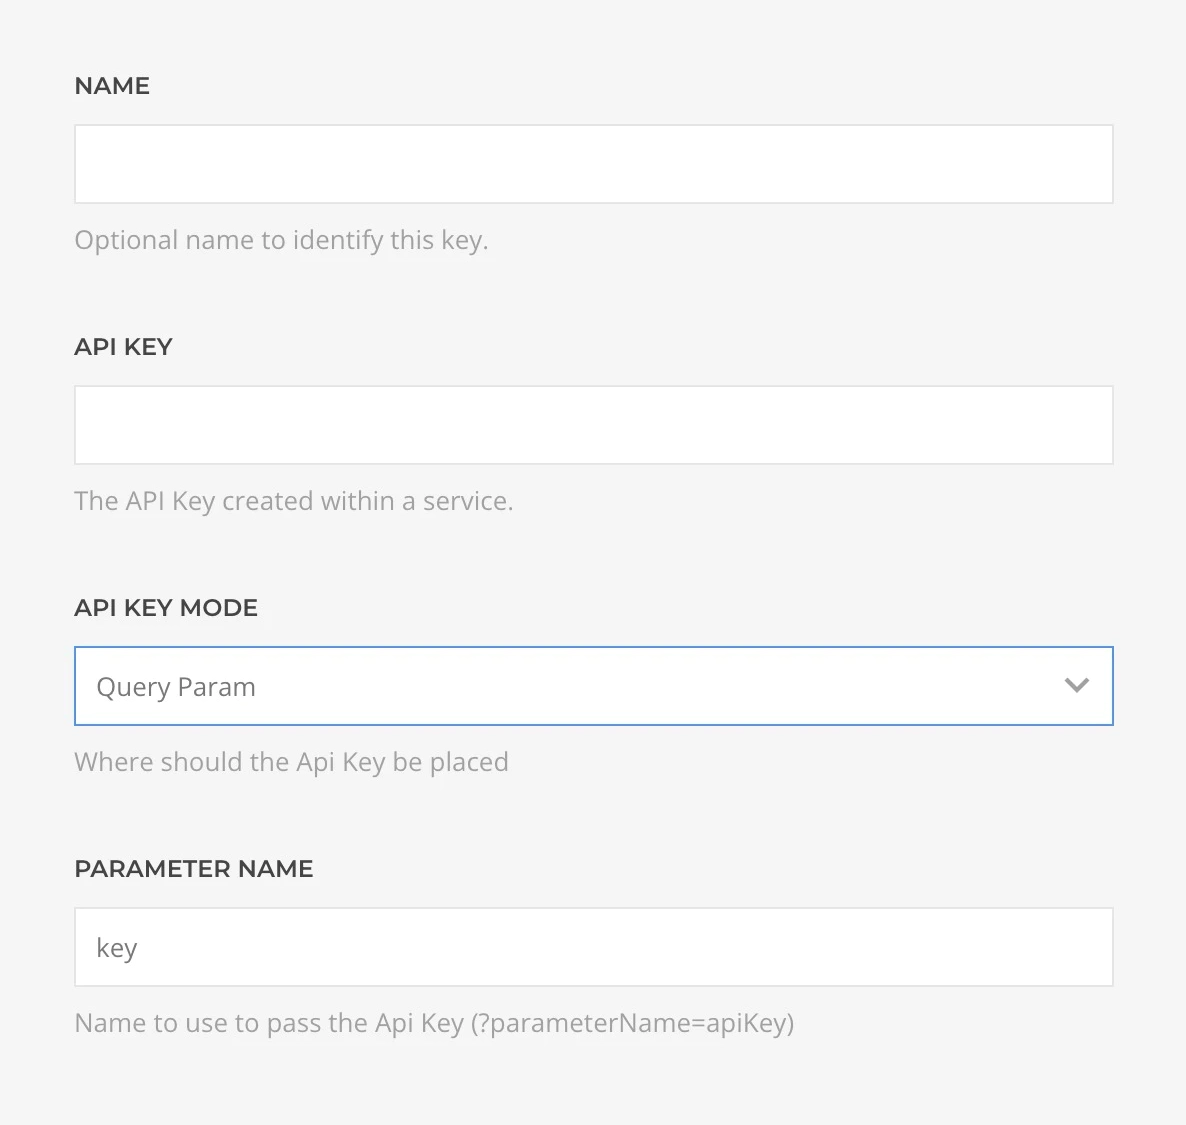 NAME
Optional name to identify this key.
API KEY
The API Key created within a service.
API KEY MODE
Query Param
Where should the Api Key be placed
PARAMETER NAME
key
Name to use to pass the Api Key (?parameterName=apiKey)